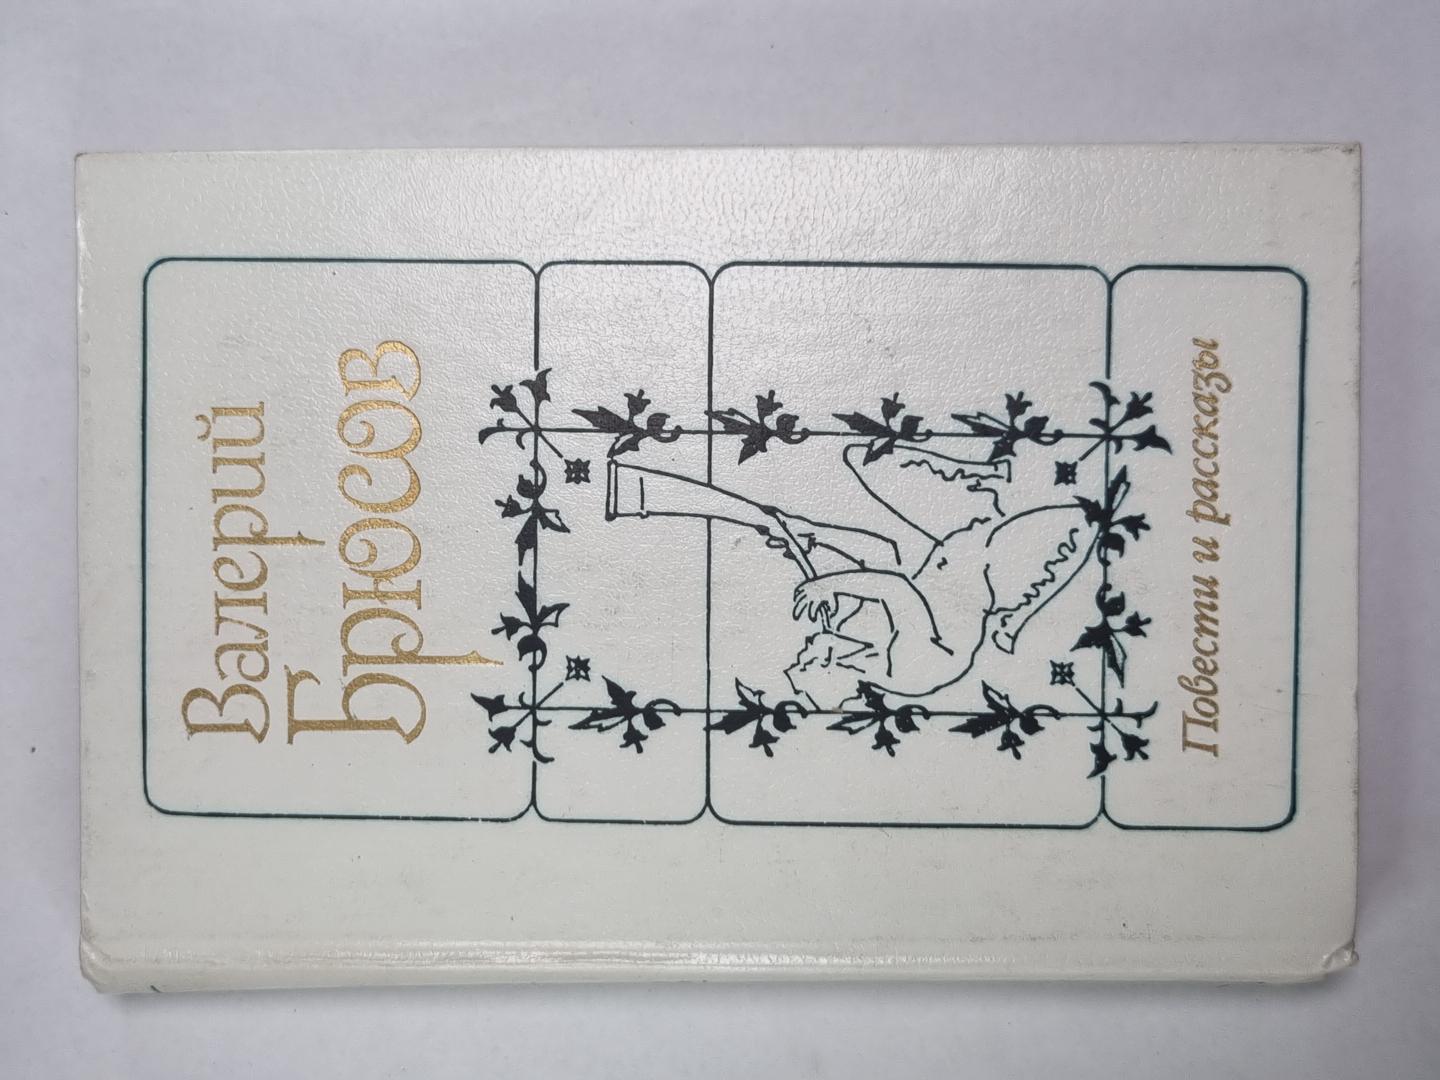 Валерий
Брюсов
Повести и рассказы